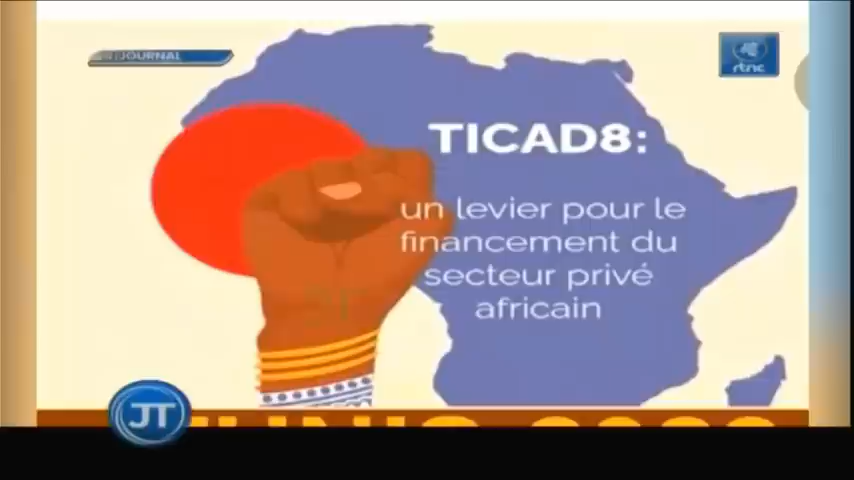 JOURNAL
rtnc
TICAD8:
un levier pour le
financement du
secteur privé
africain
JT